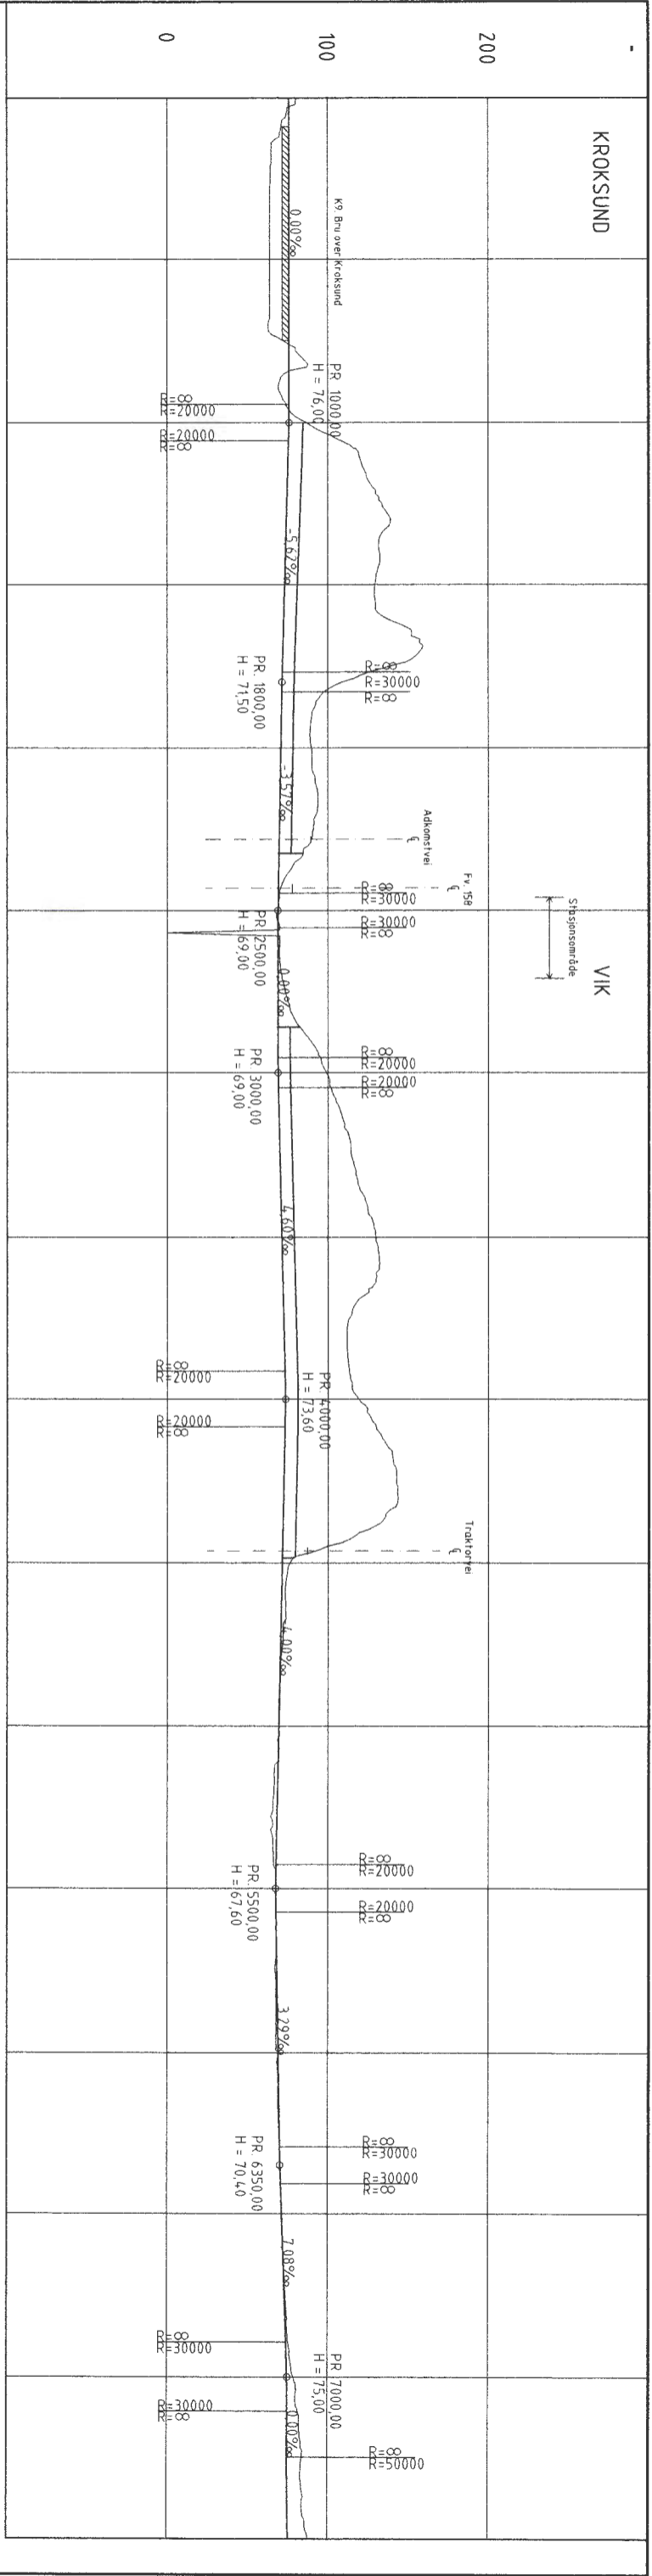 -
200
100
0
KROKSUND
VIK
Stasjonsområde
K9. Bru over Kroksund
0.00‰
PR. 1000,00
H = 76,00
R=∞
R=20000
R=20000
R=∞
-5,62‰
PR. 1800,00
H = 71,50
R=∞
R=30000
R=∞
-3,57‰
Adkomstvei
Fv. 158
R=∞
R=30000
R=30000
R=∞
PR. 2500,00
H = 69,00
0,00‰
R=∞
R=20000
R=20000
R=∞
PR. 3000,00
H = 69,00
4,60‰
R=∞
R=20000
R=20000
R=∞
PR. 4000,00
H = 73,60
Traktorvei
4,00‰
R=∞
R=20000
R=20000
R=∞
PR. 5500,00
H = 67,60
3,29‰
R=∞
R=30000
R=30000
R=∞
PR. 6350,00
H = 70,40
7,08‰
R=∞
R=30000
R=30000
R=∞
PR. 7000,00
H = 75,00
0,00‰
R=∞
R=50000